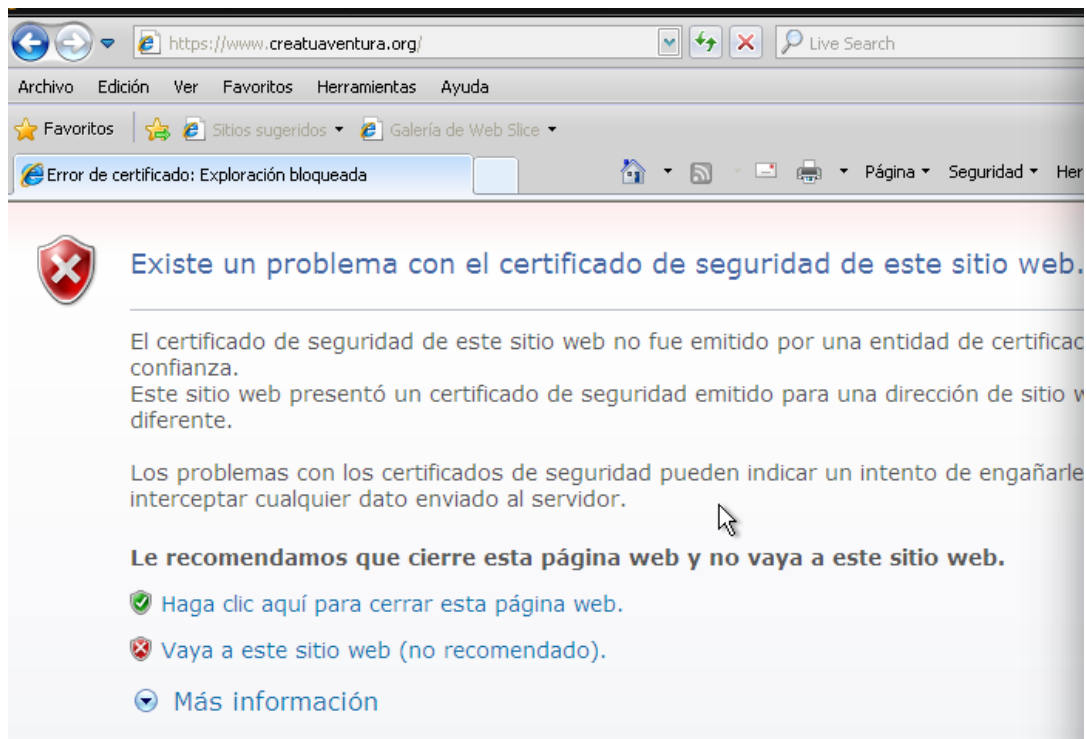 https://www.creatuaventura.org/
Live Search
Archivo Edición Ver Favoritos Herramientas Ayuda
Favoritos Sitios sugeridos Galería de Web Slice
Error de certificado: Exploración bloqueada Página Seguridad Her
Existe un problema con el certificado de seguridad de este sitio web.
El certificado de seguridad de este sitio web no fue emitido por una entidad de certificac
confianza.
Este sitio web presentó un certificado de seguridad emitido para una dirección de sitio w
diferente.
Los problemas con los certificados de seguridad pueden indicar un intento de engañarle
interceptar cualquier dato enviado al servidor.
Le recomendamos que cierre esta página web y no vaya a este sitio web.
Haga clic aquí para cerrar esta página web.
Vaya a este sitio web (no recomendado).
Más información